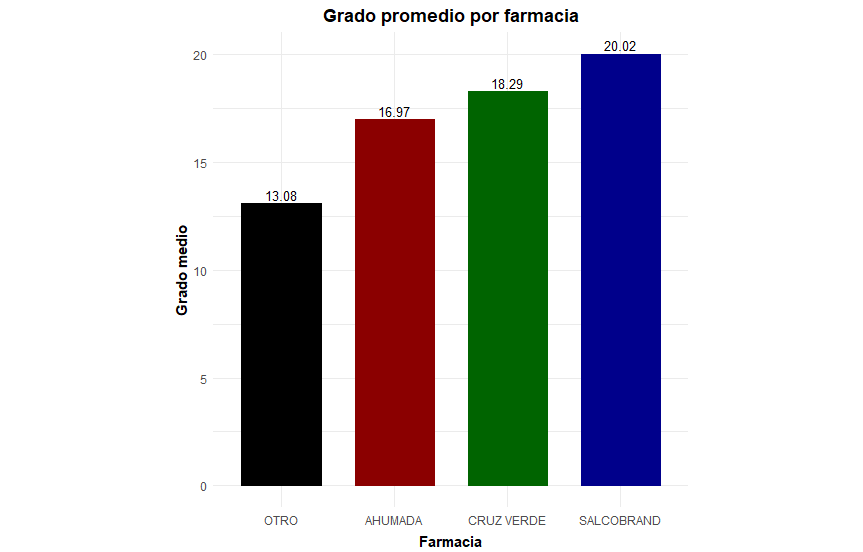 Grado promedio por farmacia
20.02
18.29
16.97
13.08
20
15
10
5
0
Grado medio
OTRO AHUMADA CRUZ VERDE SALCOBRAND
Farmacia